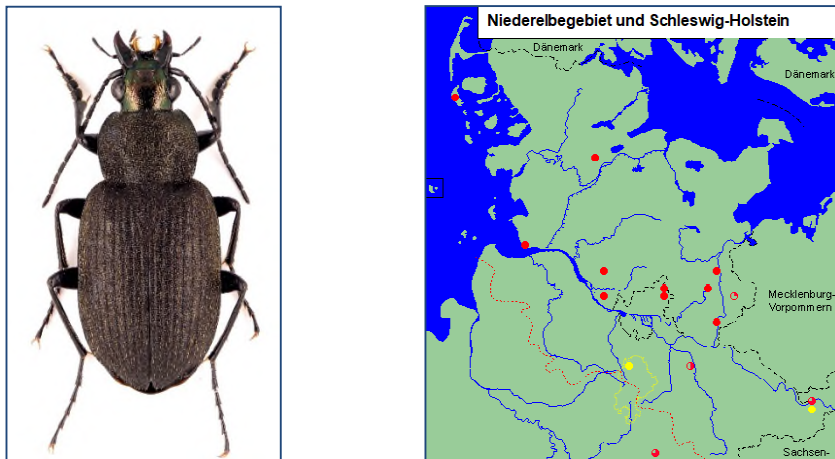 Niederelbegebiet und Schleswig-Holstein
Dänemark
Dänemark
Mecklenburg-
Vorpommern
Sachsen-